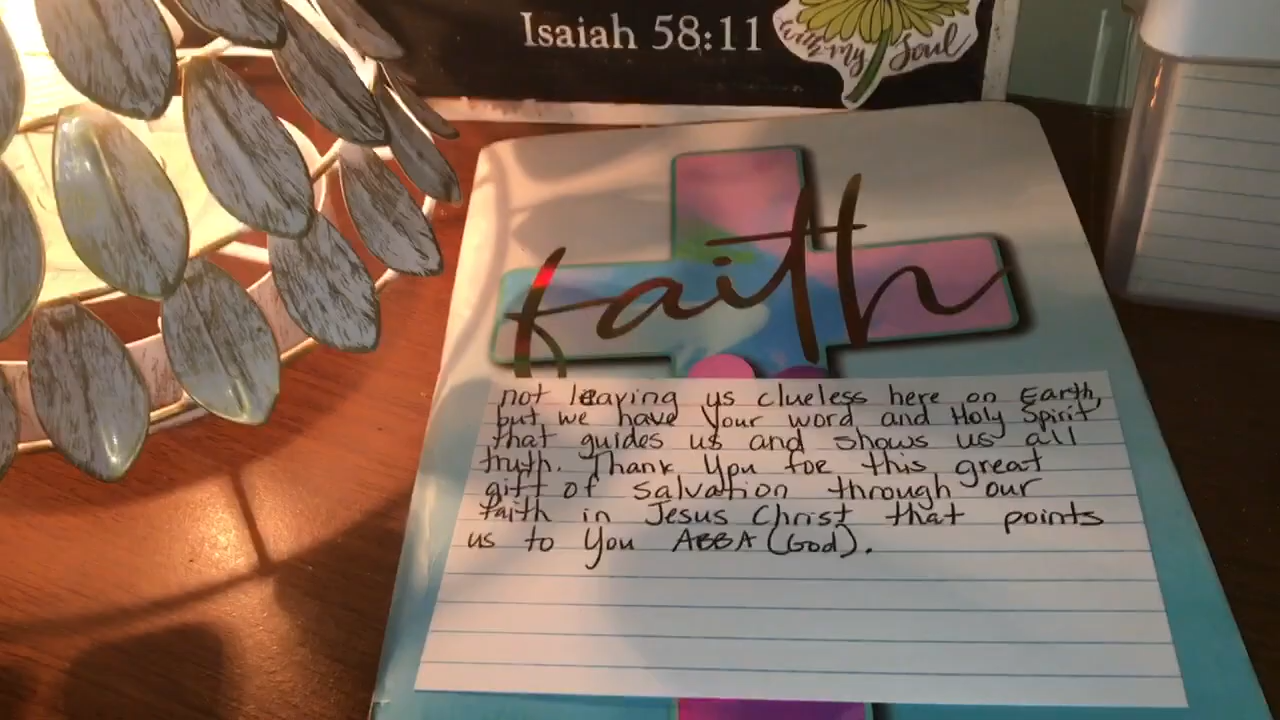 Isaiah 58:11
with my Soul
faith
not leaving us clueless here on Earth,
but we have Your word and Holy Spirit
that guides us and shows us all
truth. Thank You for this great
gift of salvation through our
faith in Jesus Christ that points
us to You ABBA (God).